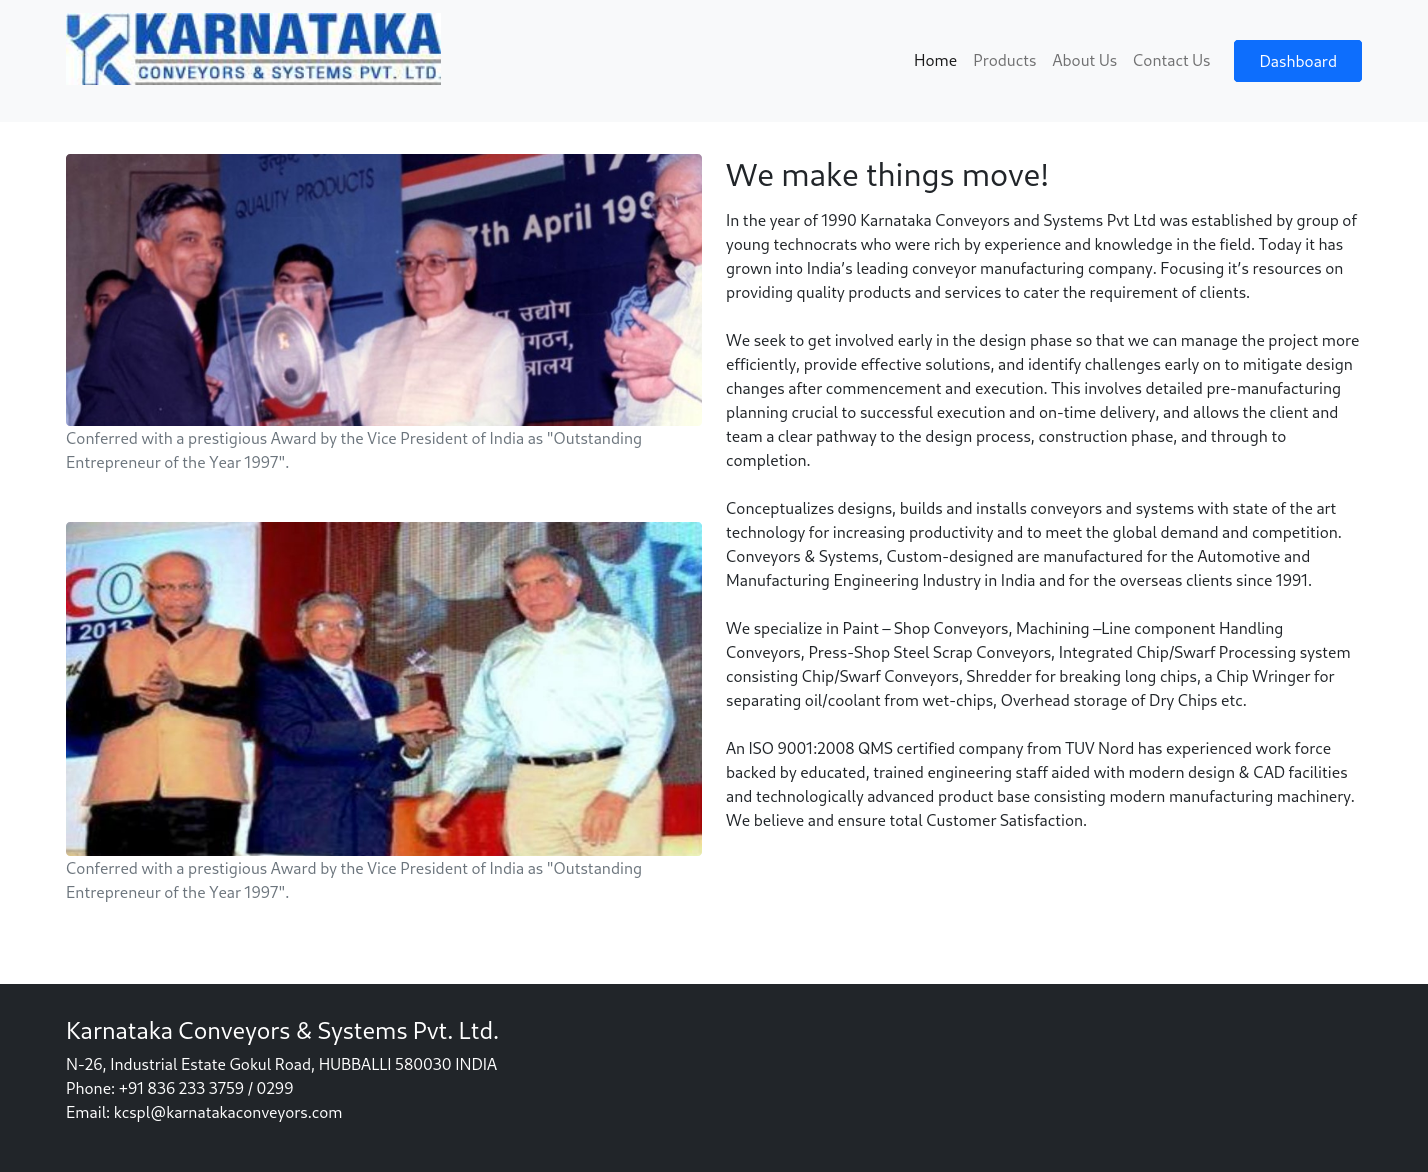 KARNATAKA
CONVEYORS & SYSTEMS PVT. LTD.
Home Products About Us Contact Us Dashboard
QUALITY PRODUCTS
7th April 199
उद्योग
गठन,
त्रालय
Conferred with a prestigious Award by the Vice President of India as "Outstanding
Entrepreneur of the Year 1997".
CO
2013
Conferred with a prestigious Award by the Vice President of India as "Outstanding
Entrepreneur of the Year 1997".
We make things move!
In the year of 1990 Karnataka Conveyors and Systems Pvt Ltd was established by group of
young technocrats who were rich by experience and knowledge in the field. Today it has
grown into India’s leading conveyor manufacturing company. Focusing it’s resources on
providing quality products and services to cater the requirement of clients.
We seek to get involved early in the design phase so that we can manage the project more
efficiently, provide effective solutions, and identify challenges early on to mitigate design
changes after commencement and execution. This involves detailed pre-manufacturing
planning crucial to successful execution and on-time delivery, and allows the client and
team a clear pathway to the design process, construction phase, and through to
completion.
Conceptualizes designs, builds and installs conveyors and systems with state of the art
technology for increasing productivity and to meet the global demand and competition.
Conveyors & Systems, Custom-designed are manufactured for the Automotive and
Manufacturing Engineering Industry in India and for the overseas clients since 1991.
We specialize in Paint – Shop Conveyors, Machining –Line component Handling
Conveyors, Press-Shop Steel Scrap Conveyors, Integrated Chip/Swarf Processing system
consisting Chip/Swarf Conveyors, Shredder for breaking long chips, a Chip Wringer for
separating oil/coolant from wet-chips, Overhead storage of Dry Chips etc.
An ISO 9001:2008 QMS certified company from TUV Nord has experienced work force
backed by educated, trained engineering staff aided with modern design & CAD facilities
and technologically advanced product base consisting modern manufacturing machinery.
We believe and ensure total Customer Satisfaction.
Karnataka Conveyors & Systems Pvt. Ltd.
N-26, Industrial Estate Gokul Road, HUBBALLI 580030 INDIA
Phone: +91 836 233 3759 / 0299
Email: kcspl@karnatakaconveyors.com